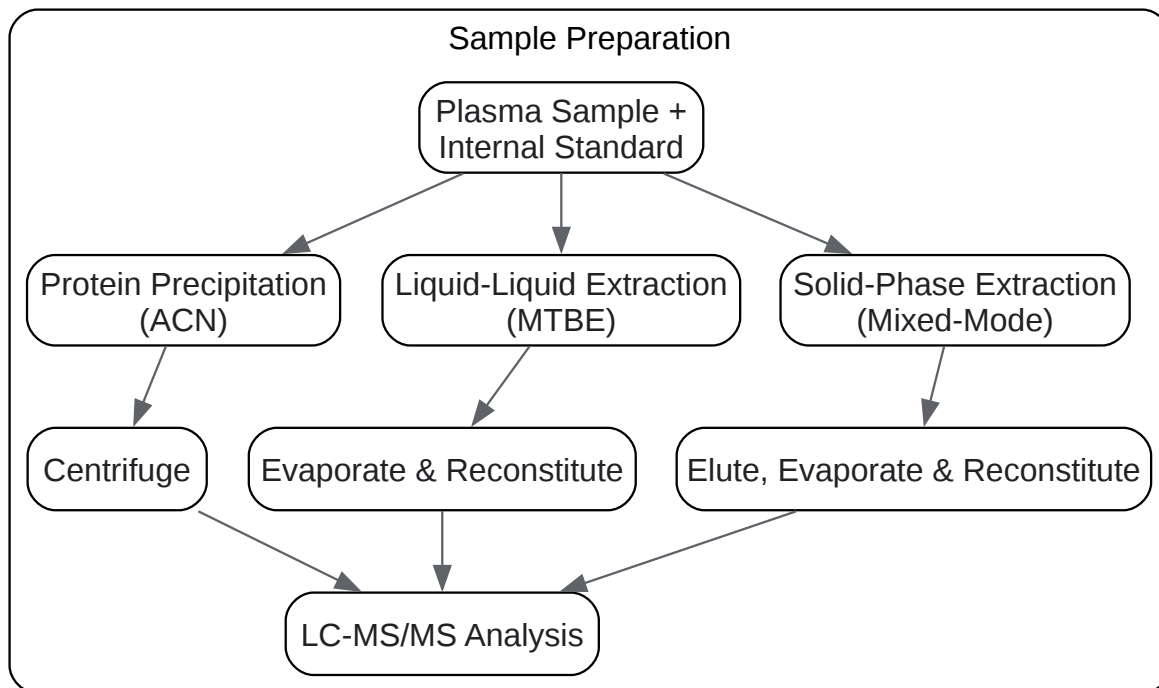 Sample Preparation
Plasma Sample +
Internal Standard
Protein Precipitation
(ACN)
Liquid-Liquid Extraction
(MTBE)
Solid-Phase Extraction
(Mixed-Mode)
Centrifuge
Evaporate & Reconstitute
Elute, Evaporate & Reconstitute
LC-MS/MS Analysis